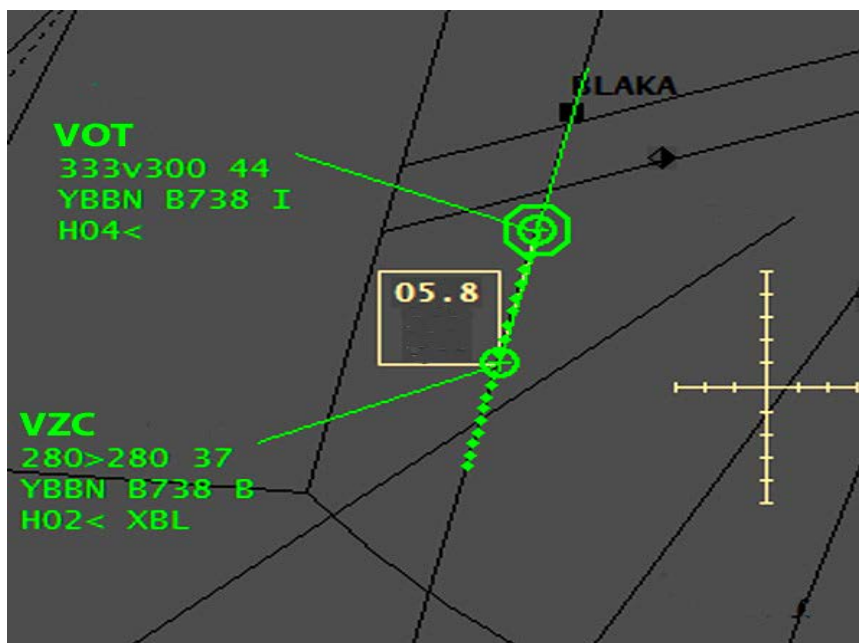 BLAKA
VOT
333v300 44
YBBN B738 I
H04<
05.8
VZC
280>280 37
YBBN B738 B
H02< XBL